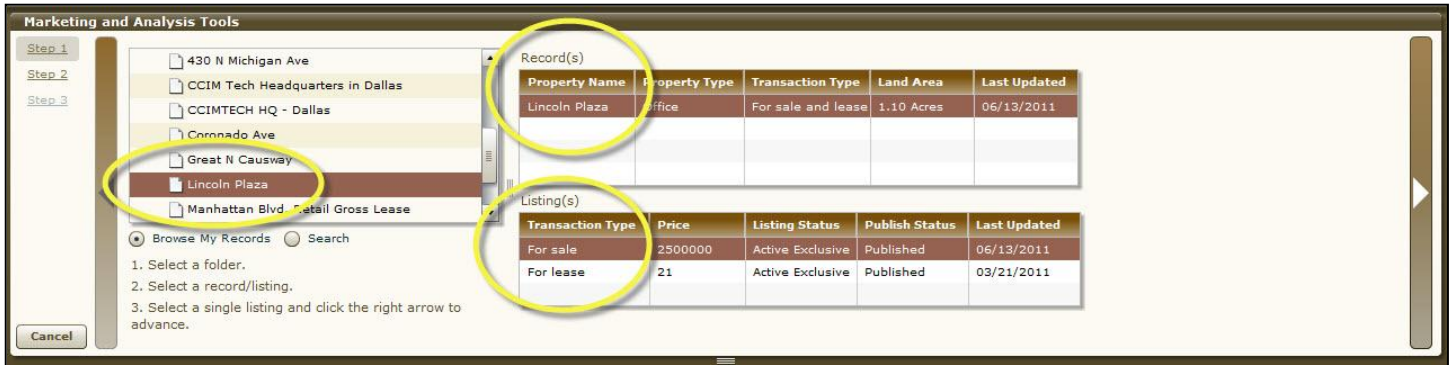 Marketing and Analysis Tools
Step 1
Step 2
Step 3
Cancel
430 N Michigan Ave
CCIM Tech Headquarters in Dallas
CCIMTECH HQ - Dallas
Coronado Ave
Great N Causway
Lincoln Plaza
Manhattan Blvd. Retail Gross Lease
Browse My Records Search
1. Select a folder.
2. Select a record/listing.
3. Select a single listing and click the right arrow to
advance.
Record(s)
Property Name Property Type Transaction Type Land Area Last Updated
Lincoln Plaza Office For sale and lease 1.10 Acres 06/13/2011
Listing(s)
Transaction Type Price Listing Status Publish Status Last Updated
For sale 2500000 Active Exclusive Published 06/13/2011
For lease 21 Active Exclusive Published 03/21/2011